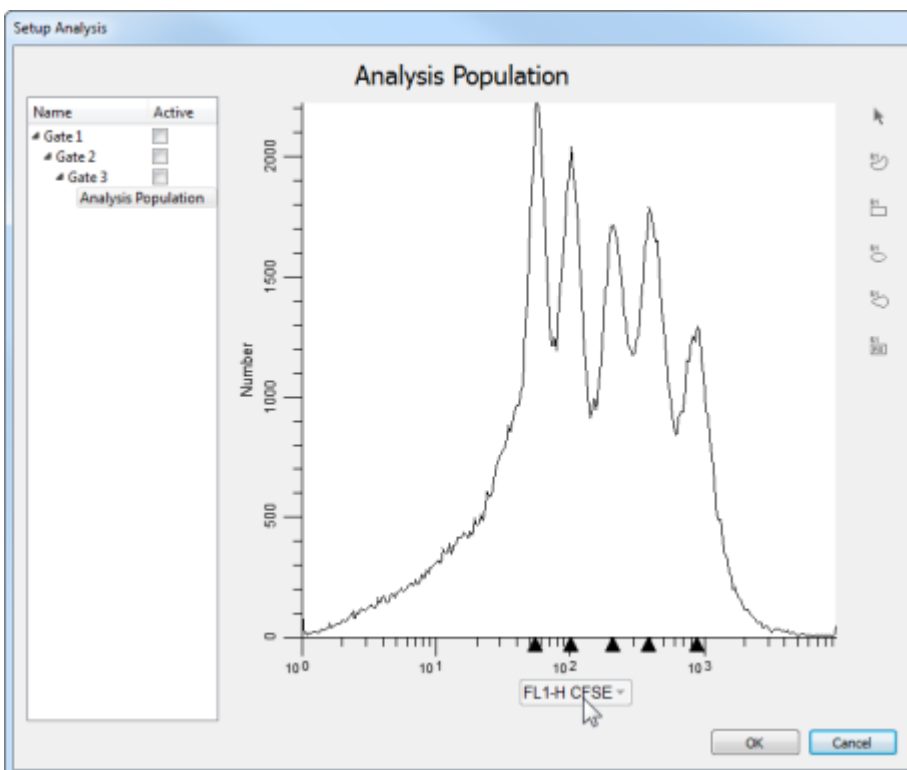 Setup Analysis
Analysis Population
Name Active
Gate 1
Gate 2
Gate 3
Analysis Population
Number
2000
1500
1000
500
0
10^0 10^1 10^2 10^3
FL1-H CFSE
OK Cancel